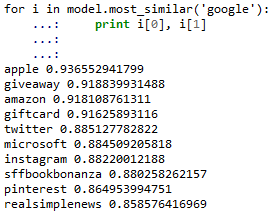 for i in model.most_similar('google'):
...:     print i[0], i[1]
...:
...:
apple 0.936552941799
giveaway 0.918839931488
amazon 0.918108761311
giftcard 0.91625893116
twitter 0.885127782822
microsoft 0.884509205818
instagram 0.88220012188
sffbookbonanza 0.880258262157
pinterest 0.864953994751
realsimplenews 0.858576416969